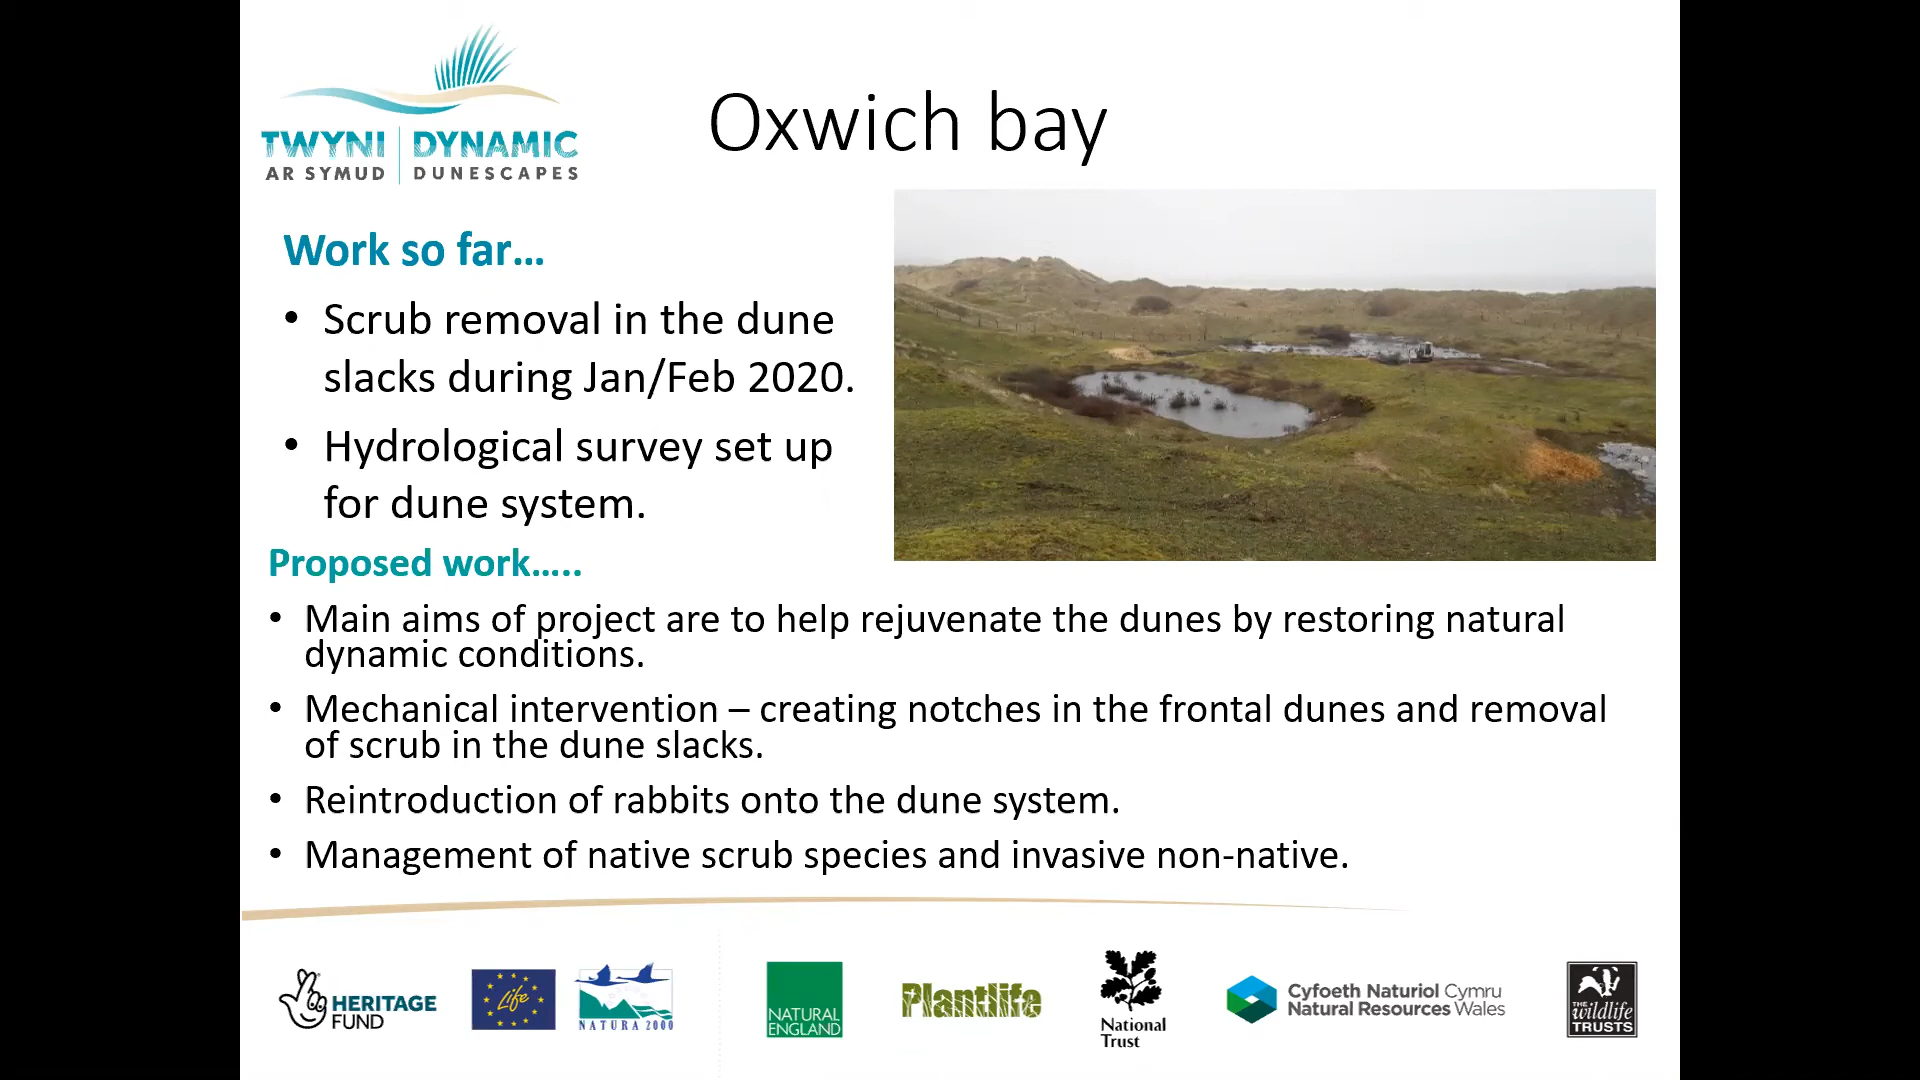 TWYNI DYNAMIC
AR SYMUD DUNESCAPES
Oxwich bay
Work so far...
• Scrub removal in the dune
slacks during Jan/Feb 2020.
• Hydrological survey set up
for dune system.
Proposed work.....
• Main aims of project are to help rejuvenate the dunes by restoring natural
dynamic conditions.
• Mechanical intervention – creating notches in the frontal dunes and removal
of scrub in the dune slacks.
• Reintroduction of rabbits onto the dune system.
• Management of native scrub species and invasive non-native.
HERITAGE
FUND
Life
NATURA 2000
NATURAL
ENGLAND
Plantlife
National
Trust
Cyfoeth Naturiol Cymru
Natural Resources Wales
THE
wildlife
TRUSTS